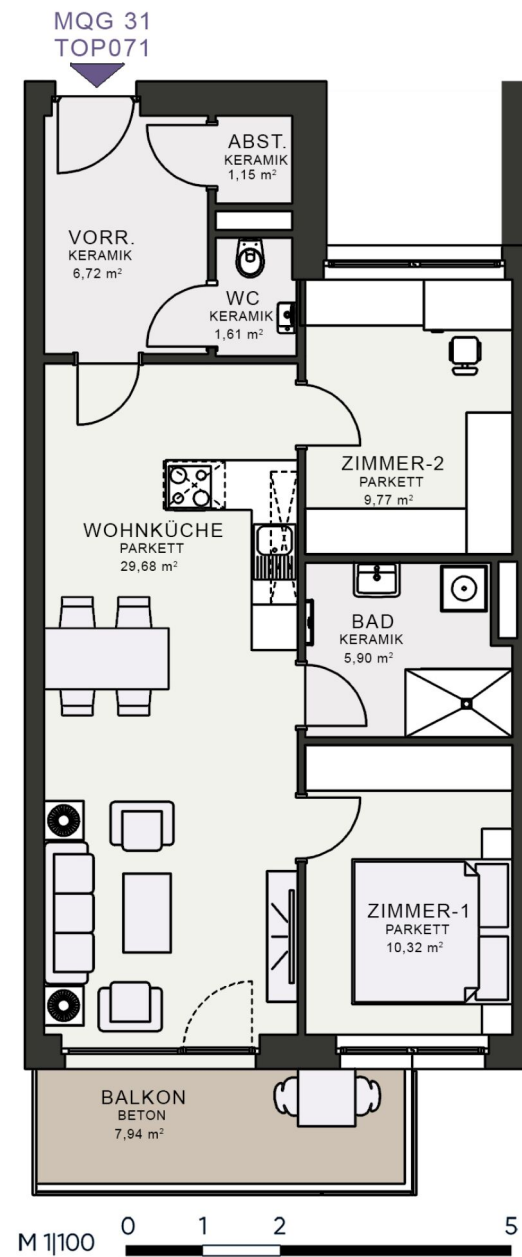 MQG 31
TOP071
ABST.
KERAMIK
1,15 m²
VORR.
KERAMIK
6,72 m²
WC
KERAMIK
1,61 m²
ZIMMER-2
PARKETT
9,77 m²
WOHNKÜCHE
PARKETT
29,68 m²
BAD
KERAMIK
5,90 m²
ZIMMER-1
PARKETT
10,32 m²
BALKON
BETON
7,94 m²
M 1|100 0 1 2 5